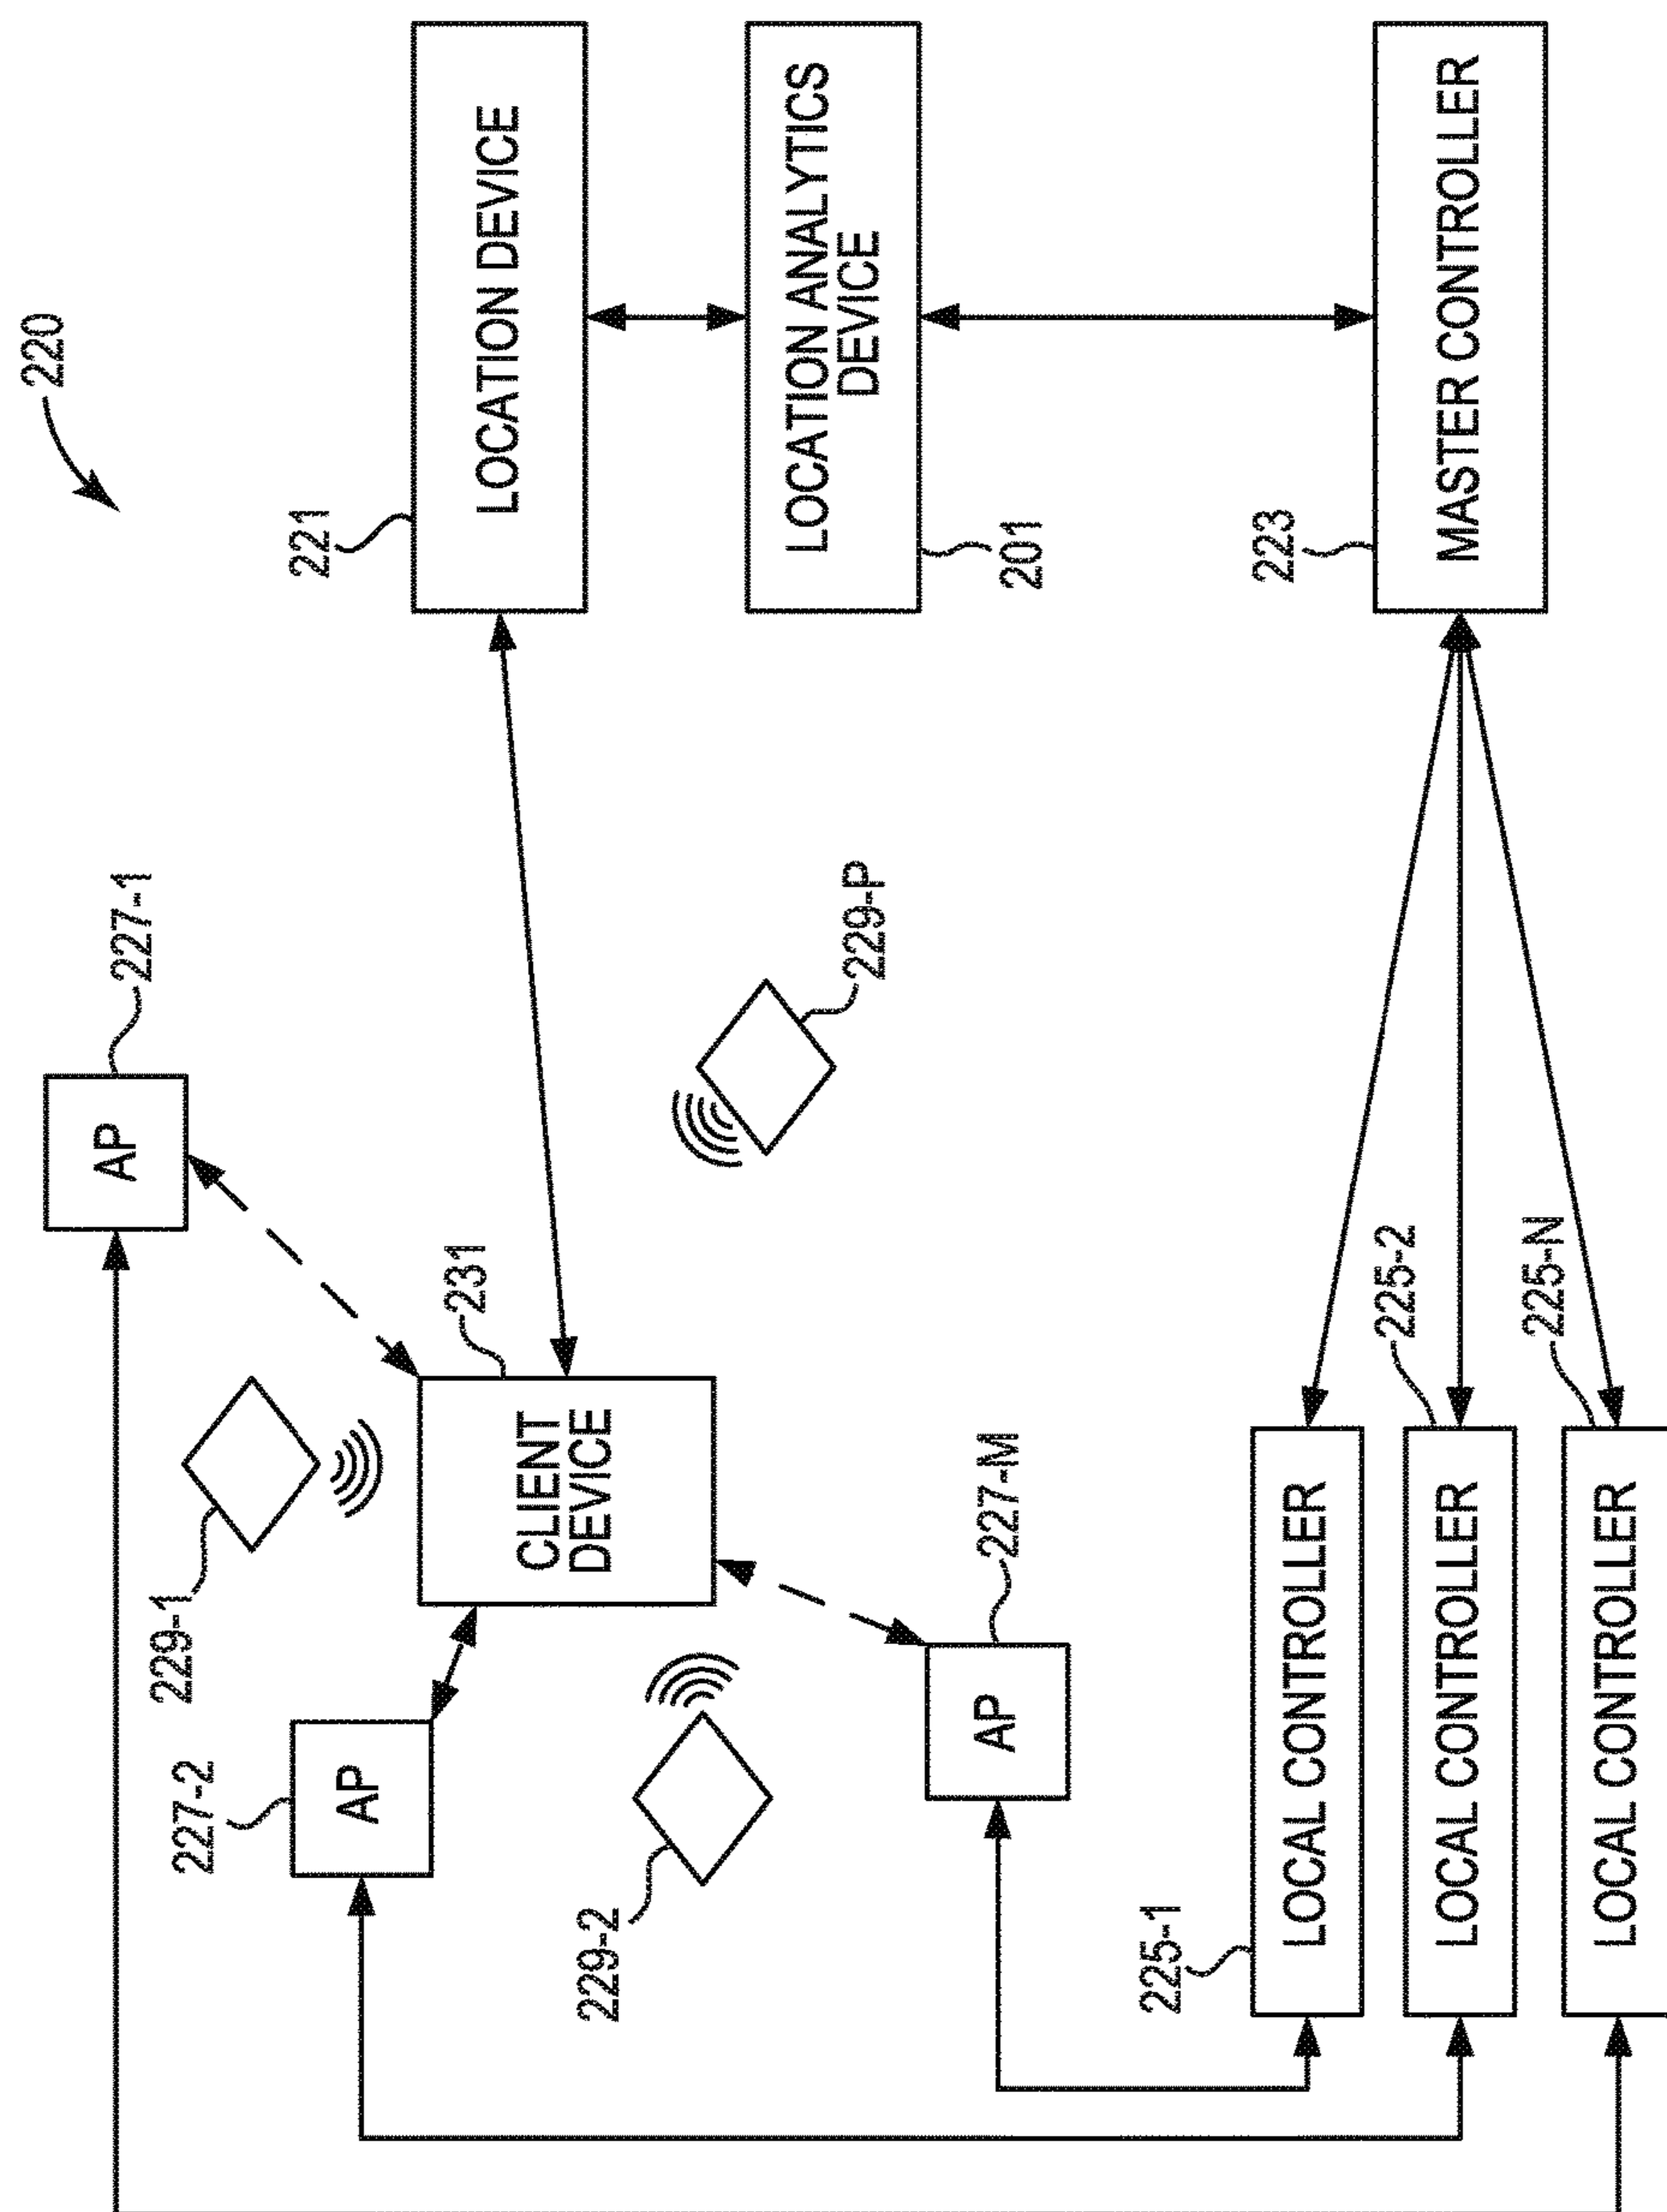 220
LOCATION DEVICE
221
LOCATION ANALYTICS
DEVICE
201
MASTER CONTROLLER
223
AP
227-1
229-P
229-1
CLIENT
DEVICE
231
AP
227-2
229-2
AP
227-M
LOCAL CONTROLLER
225-1
LOCAL CONTROLLER
225-2
LOCAL CONTROLLER
225-N